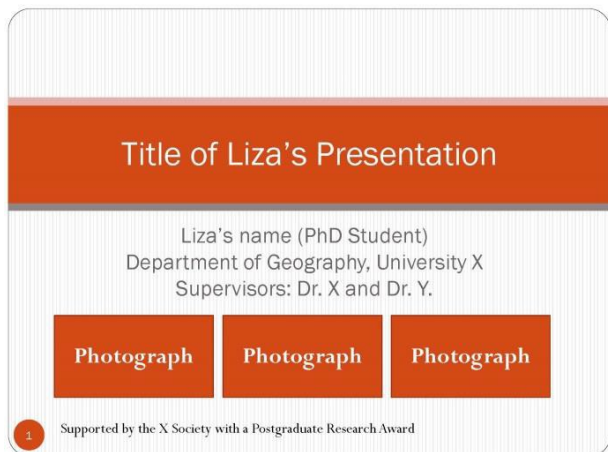 Title of Liza's Presentation
Liza's name (PhD Student)
Department of Geography, University X
Supervisors: Dr. X and Dr. Y.
Photograph Photograph Photograph
1 Supported by the X Society with a Postgraduate Research Award